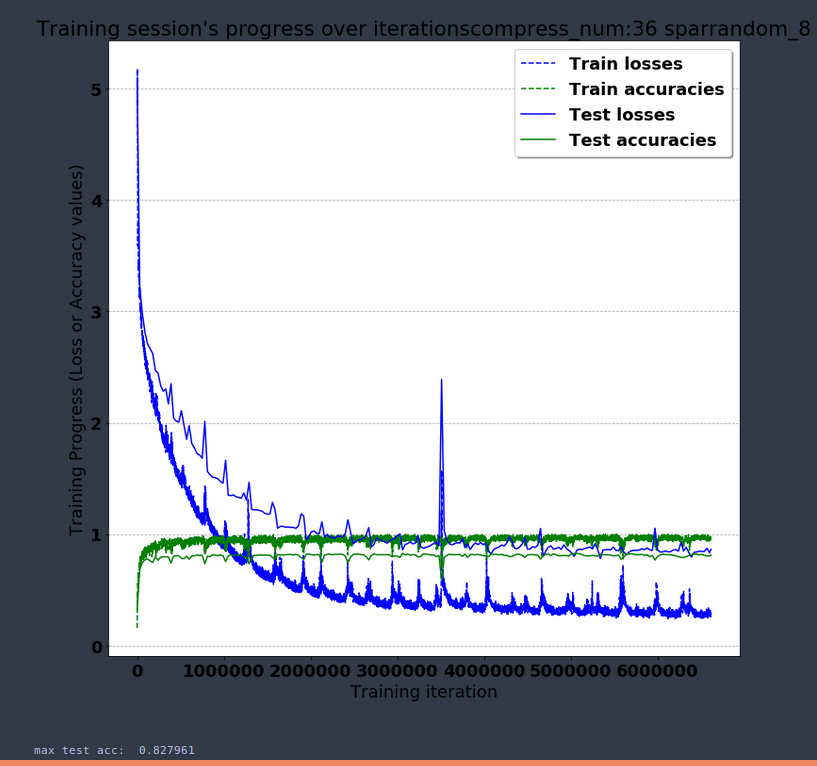 Training session's progress over iterationscompress_num:36 sparrandom_8
Train losses
Train accuracies
Test losses
Test accuracies
Training Progress (Loss or Accuracy values)
5
4
3
2
1
0
0 1000000 2000000 3000000 4000000 5000000 6000000
Training iteration
max test acc: 0.827961